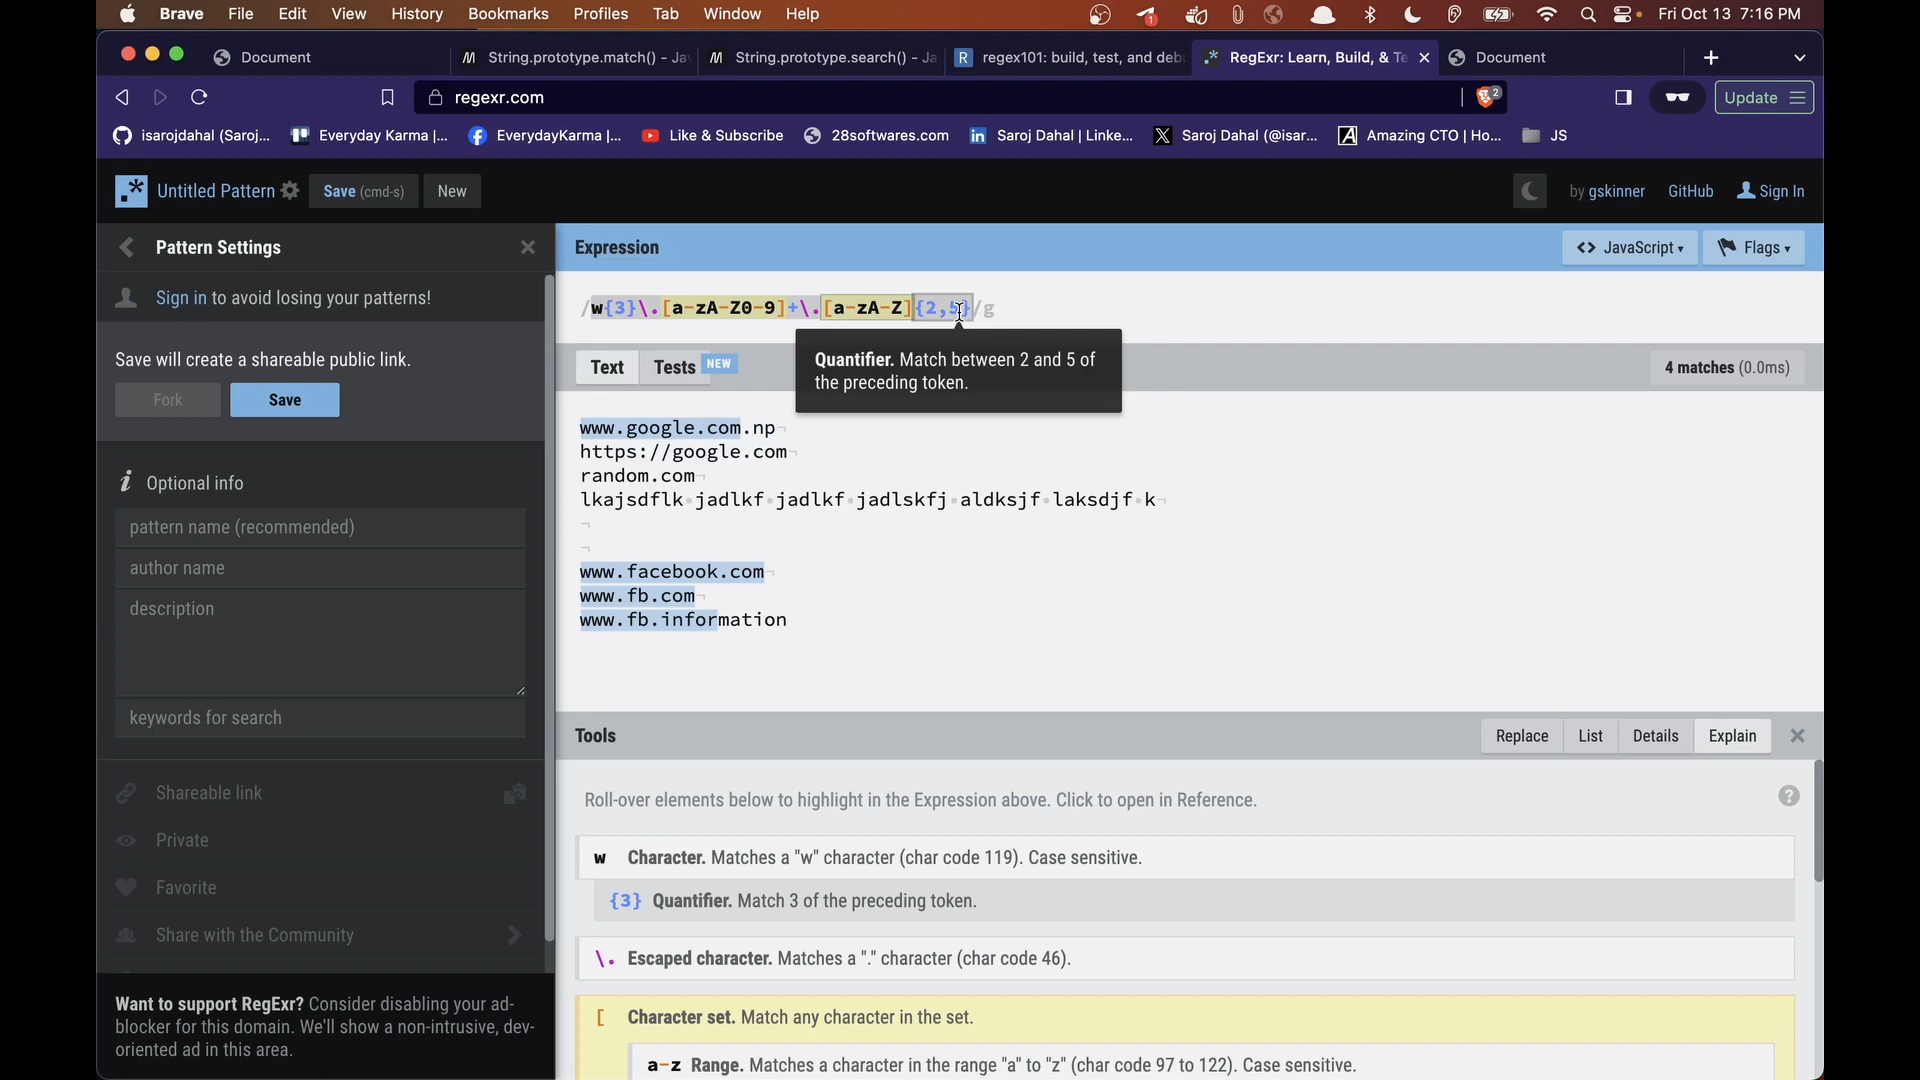 Brave File Edit View History Bookmarks Profiles Tab Window Help 1 Fri Oct 13 7:16 PM
Document String.prototype.match() - Jav String.prototype.search() - Ja R regex101: build, test, and deb RegExr: Learn, Build, & Te Document
regexr.com 2 Update
isarojdahal (Saroj... Everyday Karma |... EverydayKarma |... Like & Subscribe 28softwares.com Saroj Dahal | Linke... Saroj Dahal (@isar... Amazing CTO | Ho... JS
Untitled Pattern Save (cmd-s) New by gskinner GitHub Sign In
Pattern Settings
Sign in to avoid losing your patterns!
Save will create a shareable public link.
Fork Save
Optional info
pattern name (recommended)
author name
description
keywords for search
Shareable link
Private
Favorite
Share with the Community
Want to support RegExr? Consider disabling your ad-
blocker for this domain. We'll show a non-intrusive, dev-
oriented ad in this area.
Expression JavaScript Flags
/w{3}\.[a-zA-Z0-9]+\.[a-zA-Z]{2,5}/g
Quantifier. Match between 2 and 5 of
the preceding token.
Text Tests NEW 4 matches (0.0ms)
www.google.com.np
https://google.com
random.com
lkajsdflk jadlkf jadlkf jadlskfj aldksjf laksdjf k
www.facebook.com
www.fb.com
www.fb.information
Tools Replace List Details Explain
Roll-over elements below to highlight in the Expression above. Click to open in Reference.
w Character. Matches a "w" character (char code 119). Case sensitive.
{3} Quantifier. Match 3 of the preceding token.
\. Escaped character. Matches a "." character (char code 46).
[ Character set. Match any character in the set.
a-z Range. Matches a character in the range "a" to "z" (char code 97 to 122). Case sensitive.